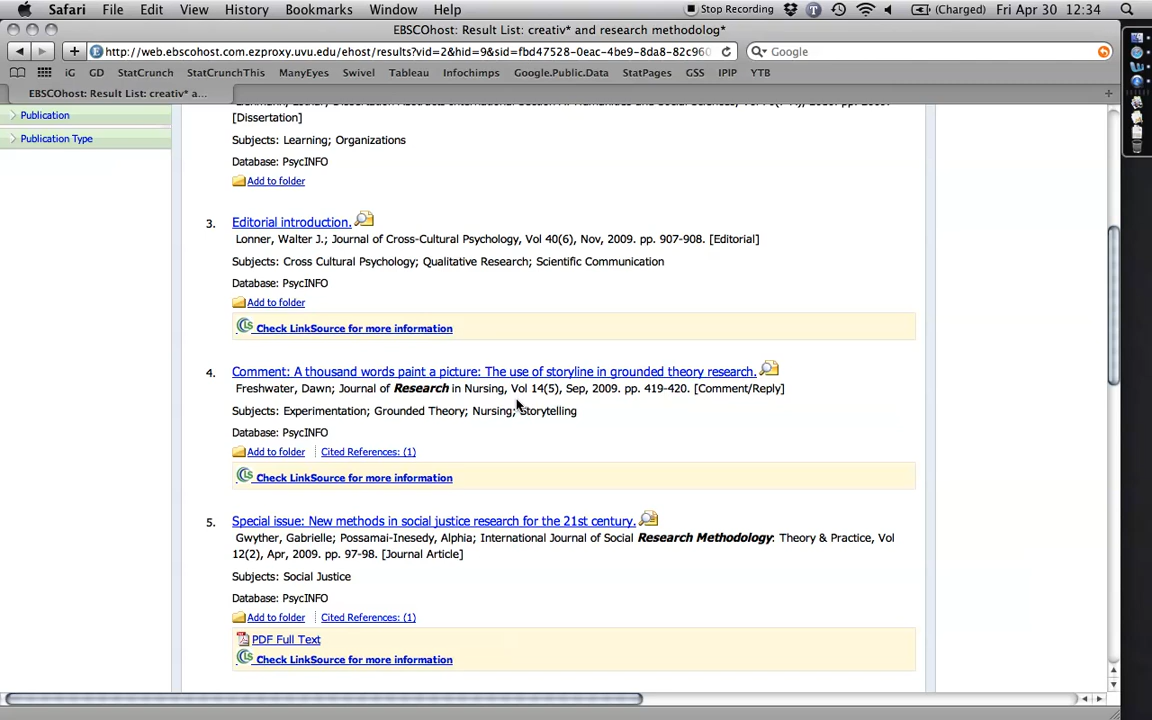 Safari File Edit View History Bookmarks Window Help Stop Recording (Charged) Fri Apr 30 12:34
EBSCOhost: Result List: creativ* and research methodolog*
http://web.ebscohost.com.ezproxy.uvu.edu/ehost/results?vid=2&hid=9&sid=fbd47528-0eac-4be9-8da8-82c960 Google
iG GD StatCrunch StatCrunchThis ManyEyes Swivel Tableau Infochimps Google.Public.Data StatPages GSS IPIP YTB
EBSCOhost: Result List: creativ* a...
Publication
Publication Type
[Dissertation]
Subjects: Learning; Organizations
Database: PsycINFO
Add to folder
3. Editorial introduction.
Lonner, Walter J.; Journal of Cross-Cultural Psychology, Vol 40(6), Nov, 2009. pp. 907-908. [Editorial]
Subjects: Cross Cultural Psychology; Qualitative Research; Scientific Communication
Database: PsycINFO
Add to folder
Check LinkSource for more information
4. Comment: A thousand words paint a picture: The use of storyline in grounded theory research.
Freshwater, Dawn; Journal of Research in Nursing, Vol 14(5), Sep, 2009. pp. 419-420. [Comment/Reply]
Subjects: Experimentation; Grounded Theory; Nursing; Storytelling
Database: PsycINFO
Add to folder Cited References: (1)
Check LinkSource for more information
5. Special issue: New methods in social justice research for the 21st century.
Gwyther, Gabrielle; Possamai-Inesedy, Alphia; International Journal of Social Research Methodology: Theory & Practice, Vol
12(2), Apr, 2009. pp. 97-98. [Journal Article]
Subjects: Social Justice
Database: PsycINFO
Add to folder Cited References: (1)
PDF Full Text
Check LinkSource for more information